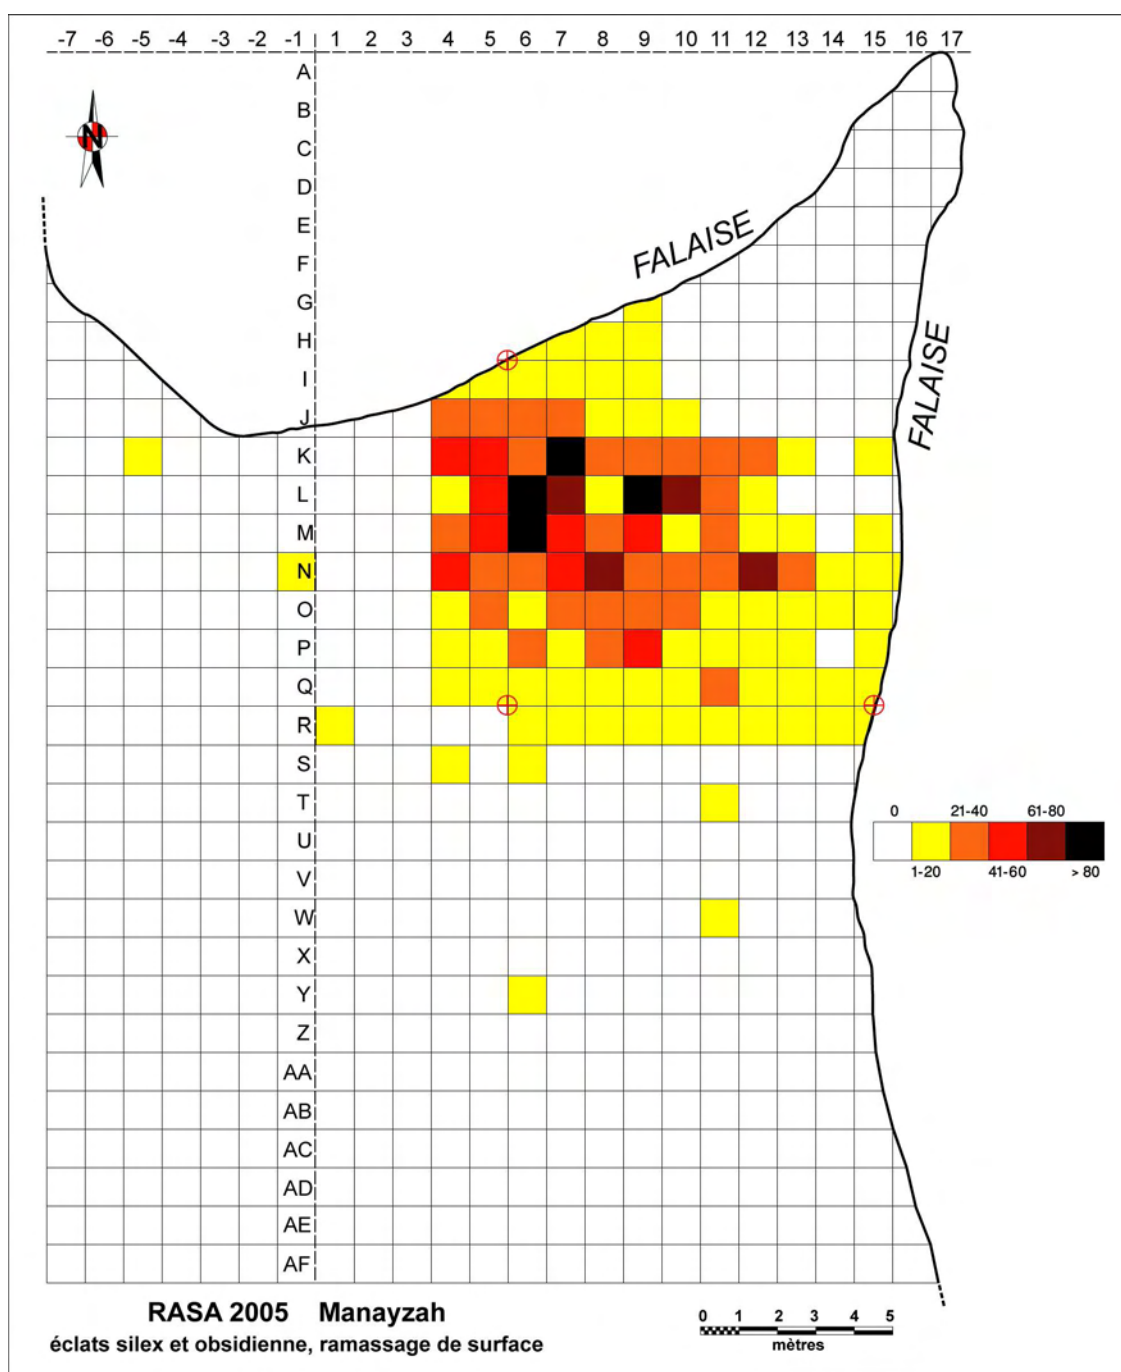 -7 -6 -5 -4 -3 -2 -1 1 2 3 4 5 6 7 8 9 10 11 12 13 14 15 16 17
A
B
N
C
D
E
FALAISE
F
G
H
FALAISE
I
J
K
L
M
N
O
P
Q
R
S
T
0 21-40 61-80
U
1-20 41-60 > 80
V
W
X
Y
Z
AA
AB
AC
AD
AE
AF
RASA 2005 Manayzah
0 1 2 3 4 5
éclats silex et obsidienne, ramassage de surface
mètres